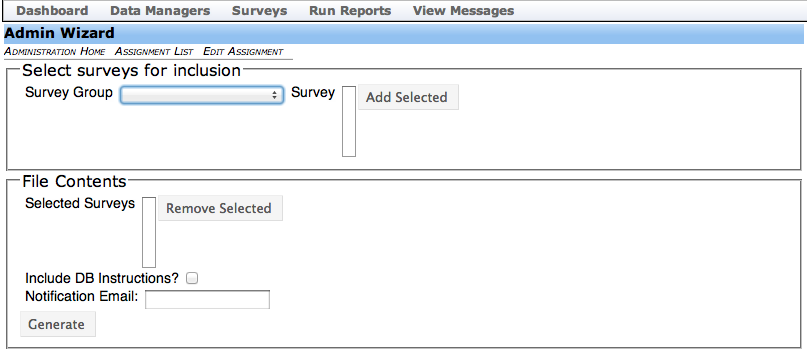 Dashboard Data Managers Surveys Run Reports View Messages
Admin Wizard
Administration Home Assignment List Edit Assignment
Select surveys for inclusion
Survey Group Survey Add Selected
File Contents
Selected Surveys Remove Selected
Include DB Instructions?
Notification Email:
Generate